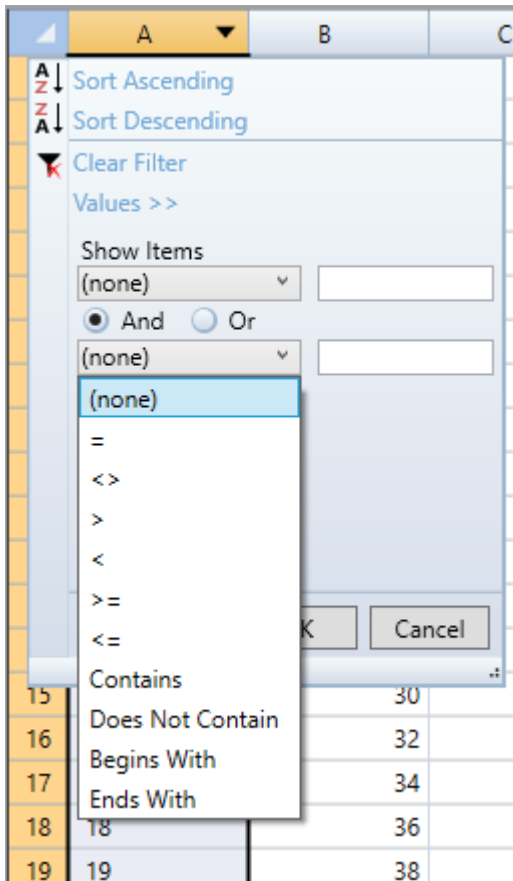 A B C
Sort Ascending
Sort Descending
Clear Filter
Values >>
Show Items
(none)
And Or
(none)
(none)
=
<>
>
<
>=
<=
K Cancel
Contains
15 30
Does Not Contain
16 32
Begins With
17 34
Ends With
18 18 36
19 19 38